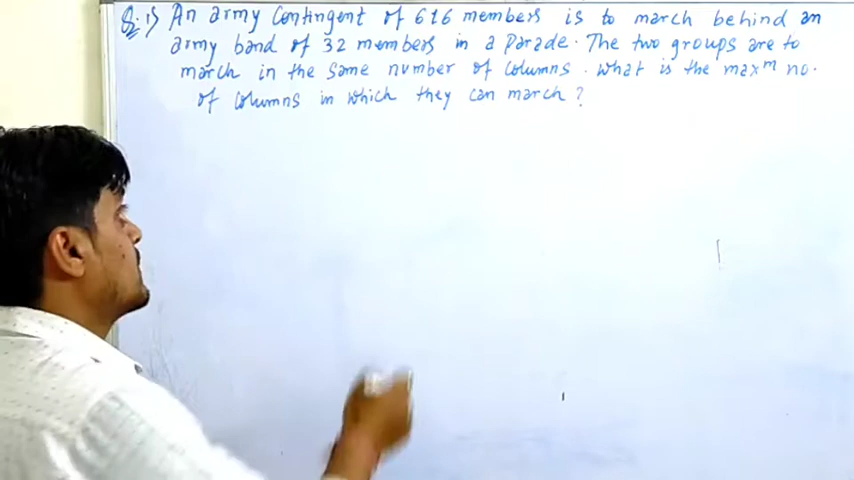 Q.1) An army contingent of 616 members is to march behind an
army band of 32 members in a parade. The two groups are to
march in the same number of columns. What is the maxᵐ no.
of columns in which they can march?